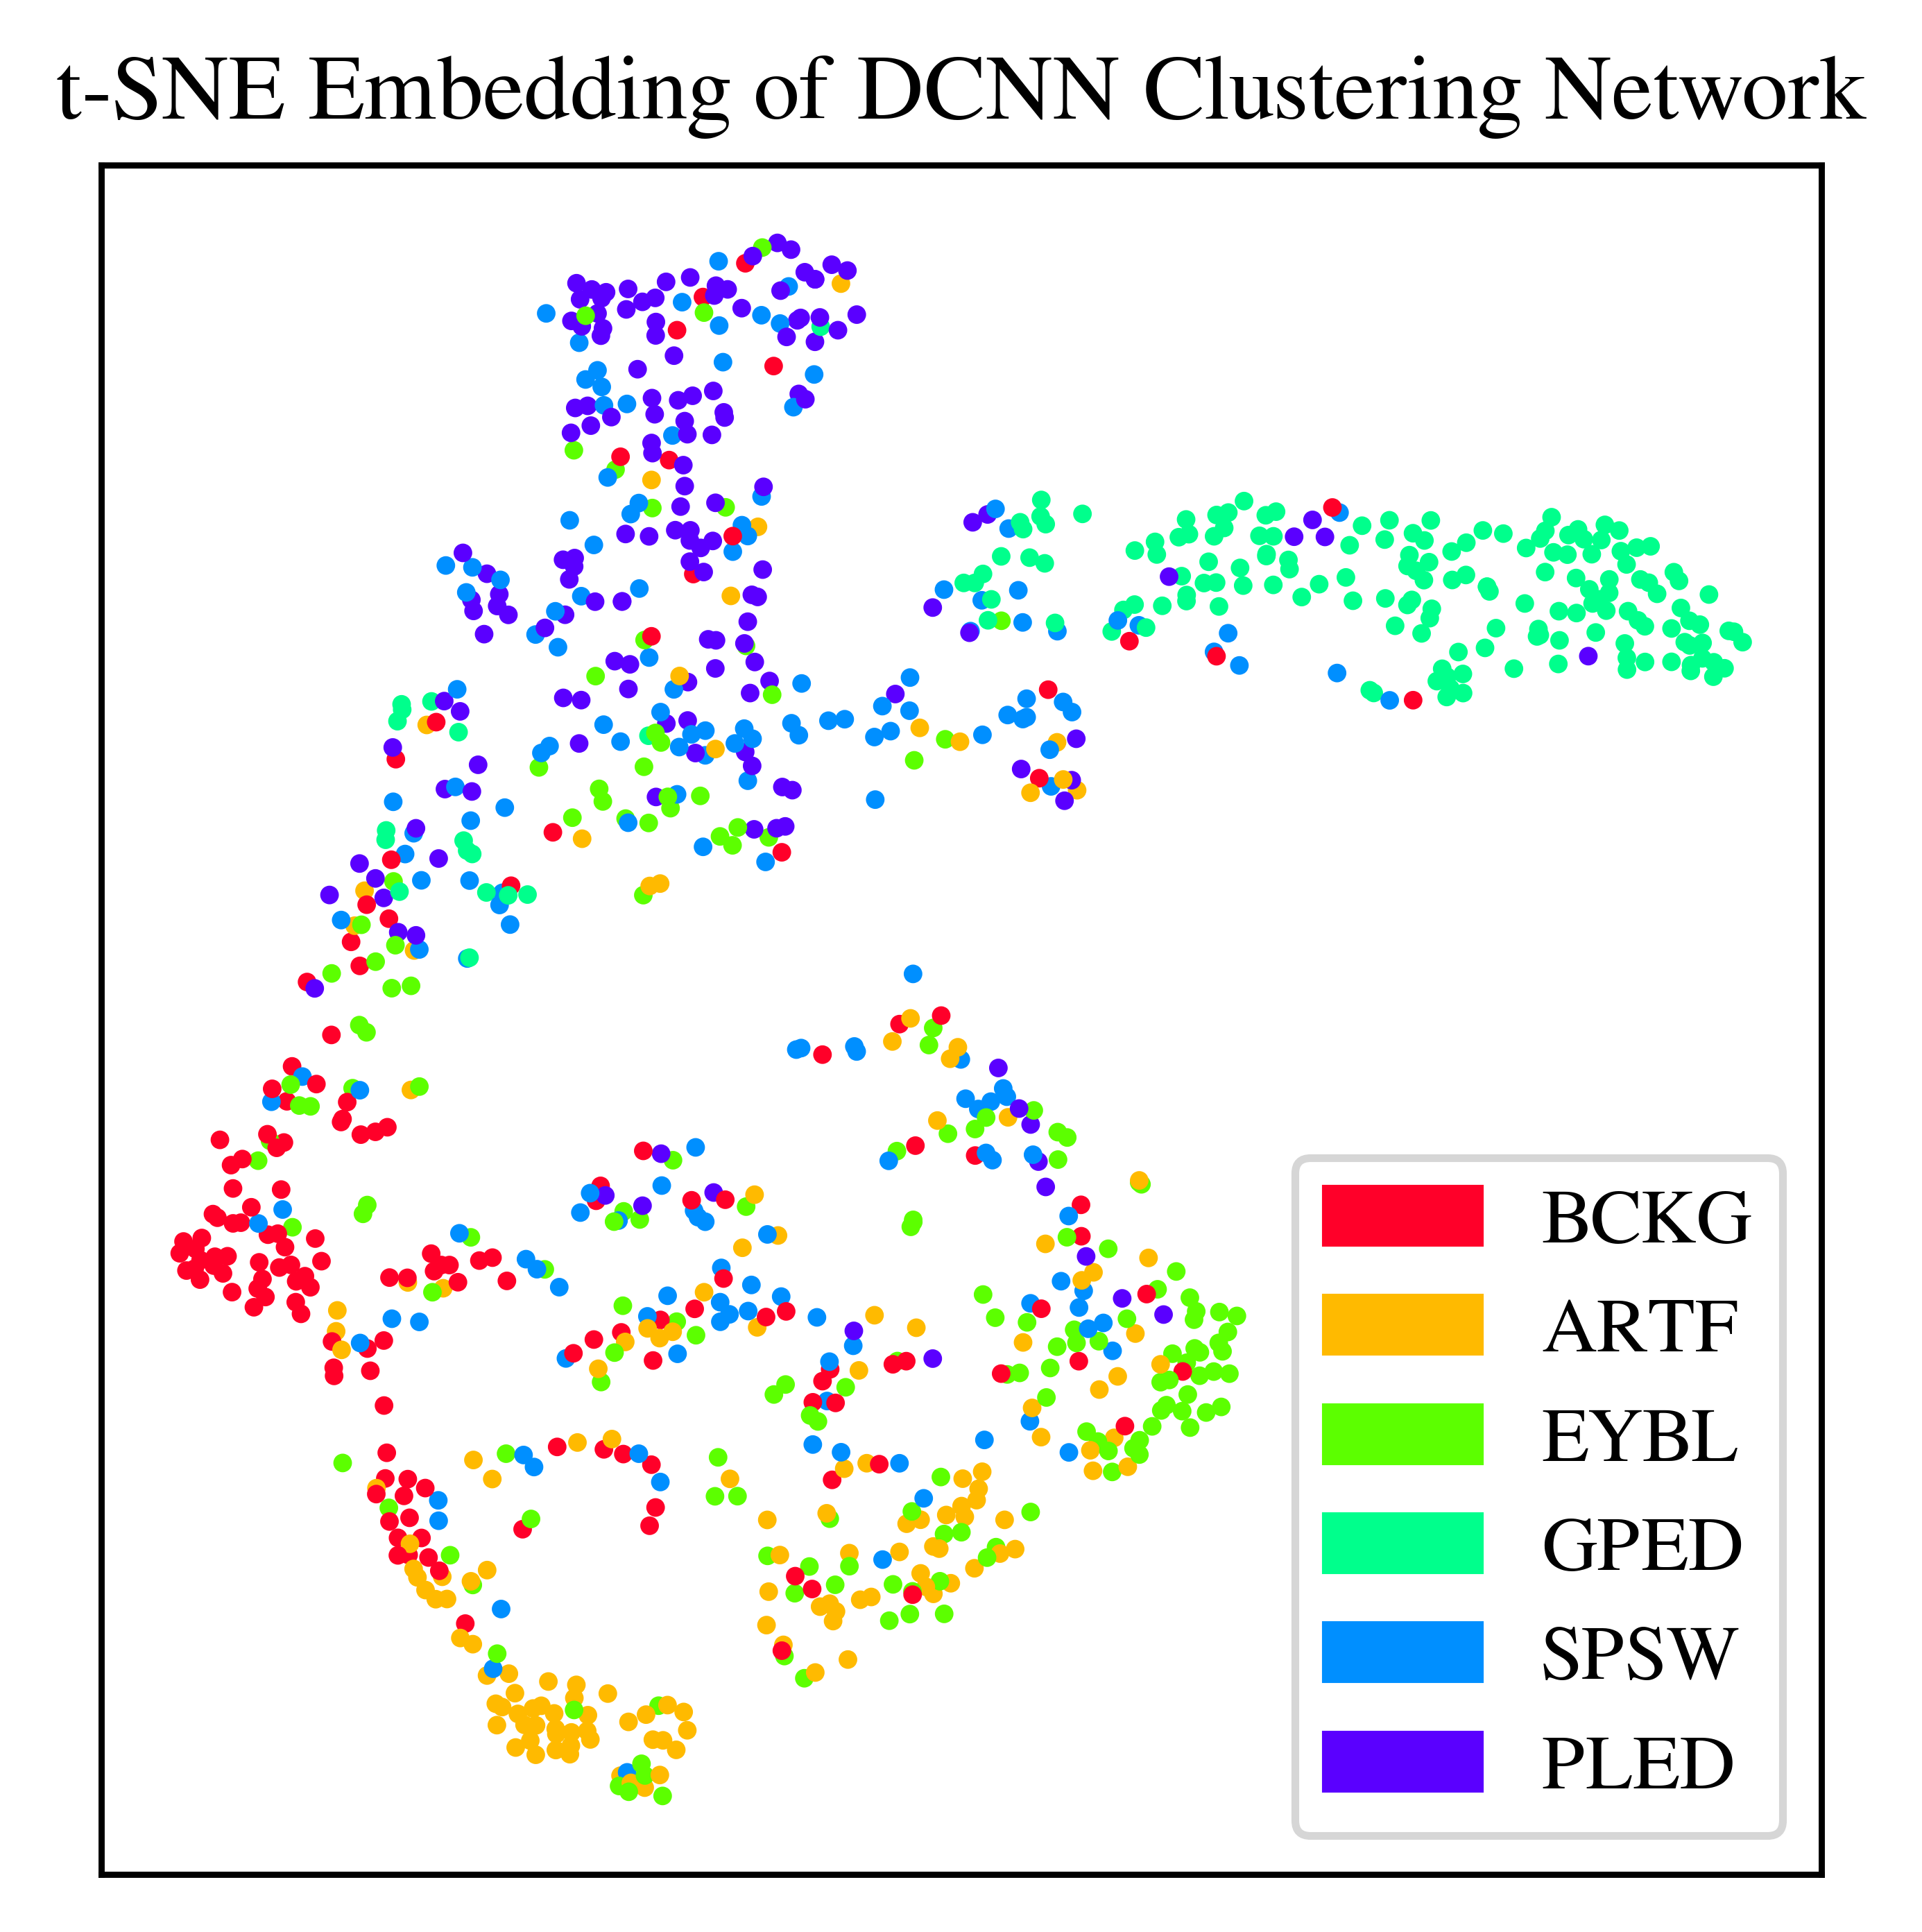 t-SNE Embedding of DCNN Clustering Network
BCKG
ARTF
EYBL
GPED
SPSW
PLED